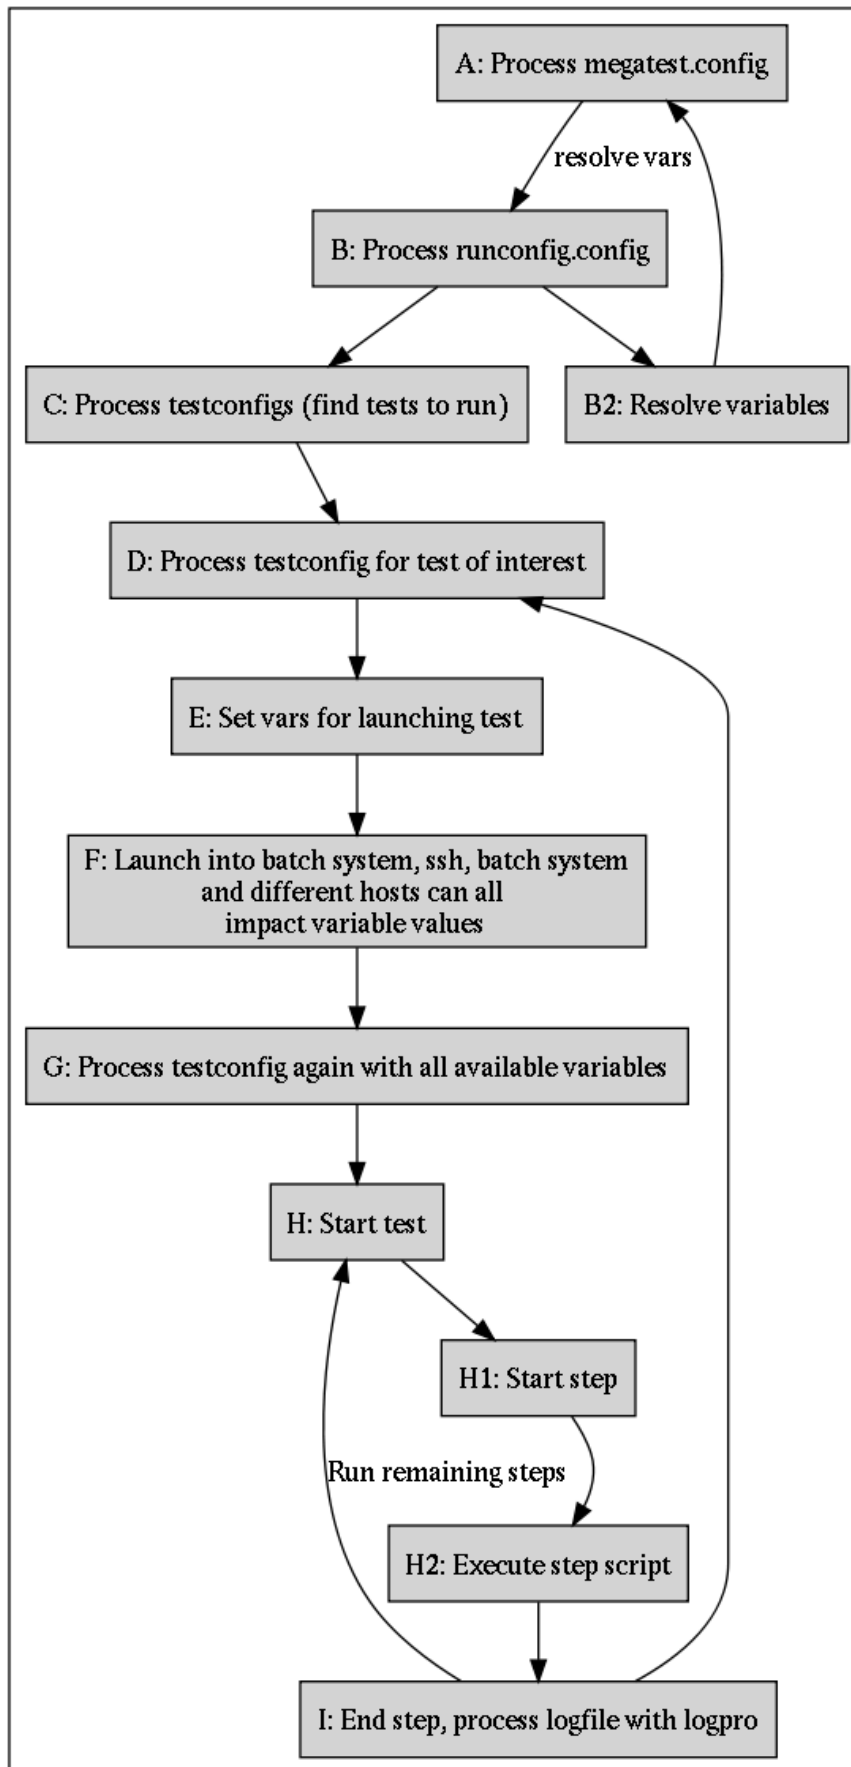 A: Process megatest.config
resolve vars
B: Process runconfig.config
C: Process testconfigs (find tests to run)
B2: Resolve variables
D: Process testconfig for test of interest
E: Set vars for launching test
F: Launch into batch system, ssh, batch system
and different hosts can all
impact variable values
G: Process testconfig again with all available variables
H: Start test
H1: Start step
Run remaining steps
H2: Execute step script
I: End step, process logfile with logpro